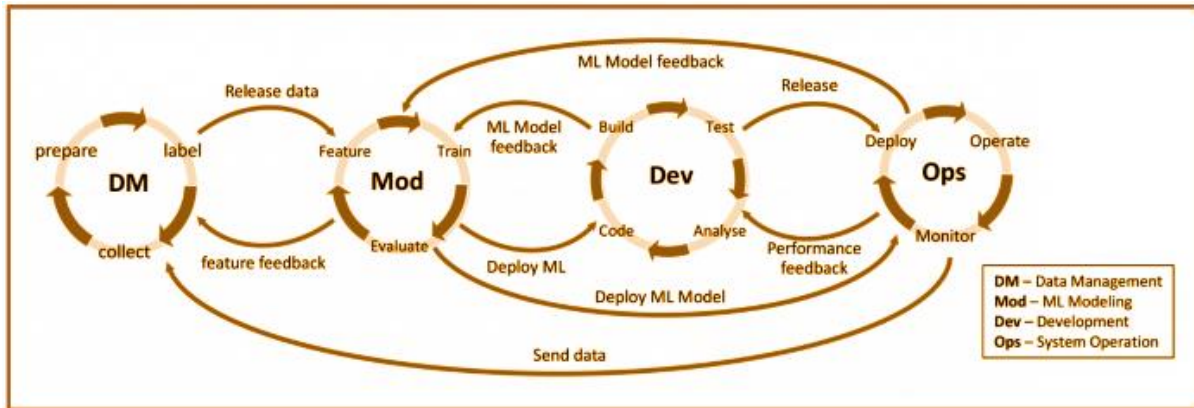 ML Model feedback
Release data
Release
ML Model
feedback
prepare
label
Feature
Train
Build
Test
Deploy
Operate
DM
Mod
Dev
Ops
collect
Evaluate
Code
Analyse
Monitor
feature feedback
Deploy ML
Performance
feedback
Deploy ML Model
Send data
DM – Data Management
Mod – ML Modeling
Dev – Development
Ops – System Operation